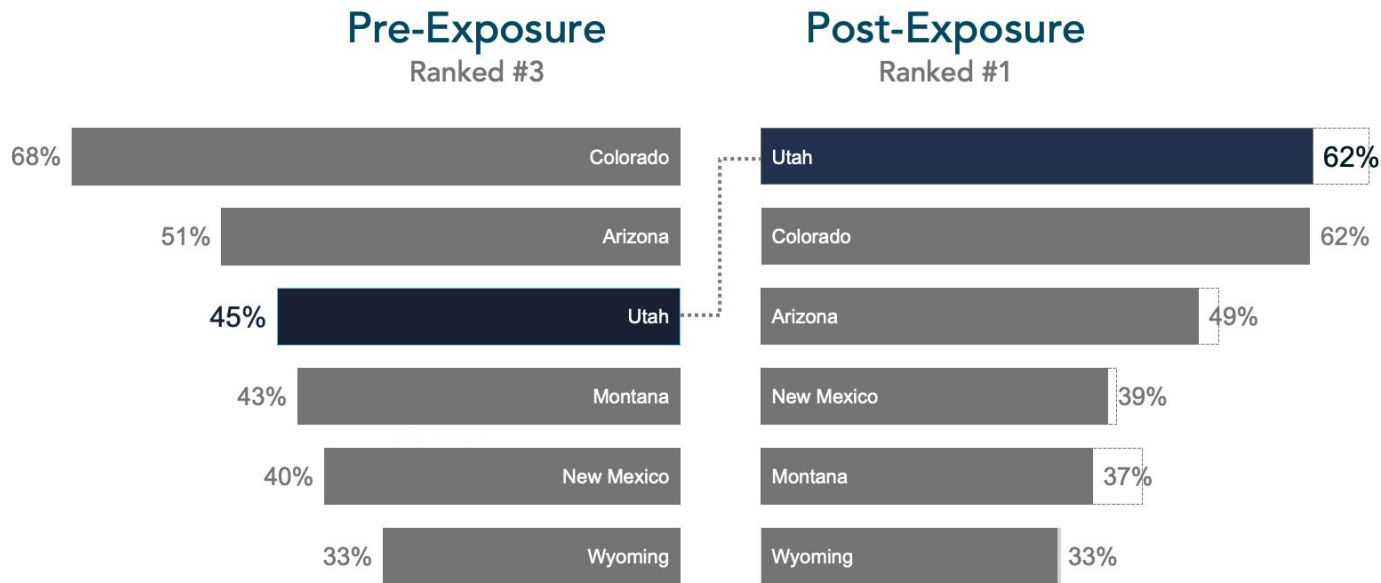 Pre-Exposure
Ranked #3
68% Colorado
51% Arizona
45% Utah
43% Montana
40% New Mexico
33% Wyoming
Post-Exposure
Ranked #1
Utah 62%
Colorado 62%
Arizona 49%
New Mexico 39%
Montana 37%
Wyoming 33%